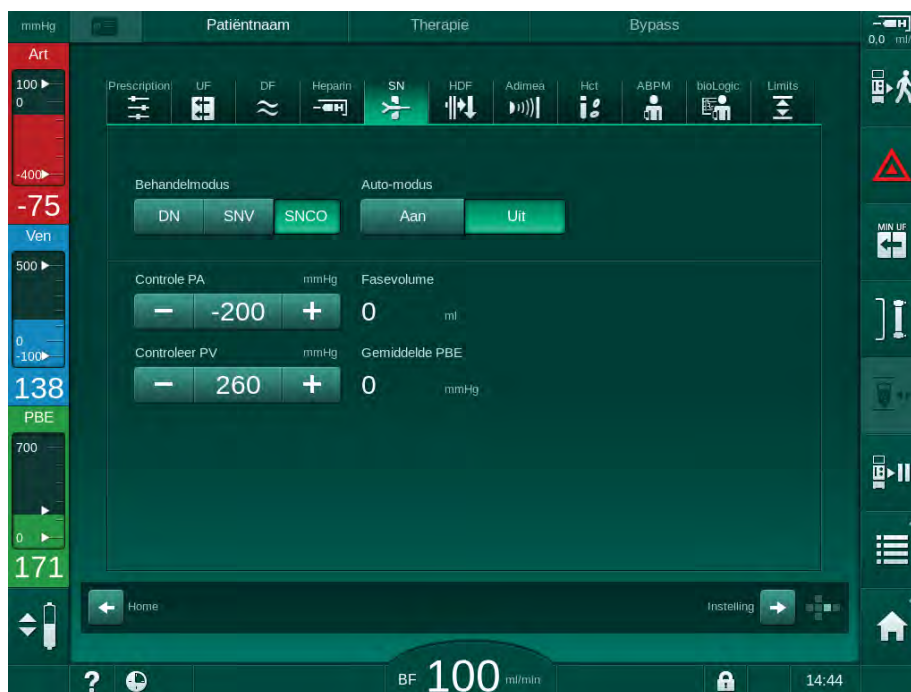 mmHg Patiëntnaam Therapie Bypass
0,0 ml/
Art
100
0
-400
-75
Ven
500
0
-100
138
PBE
700
0
171
Prescription UF DF Heparin SN HDF Adimea Hct ABPM bioLogic Limits
Behandelmodus Auto-modus
DN SNV SNCO Aan Uit
Controle PA mmHg Fasevolume
− -200 + 0 ml
Controleer PV mmHg Gemiddelde PBE
− 260 + 0 mmHg
MIN UF
Home Instelling
? BF 100 ml/min 14:44